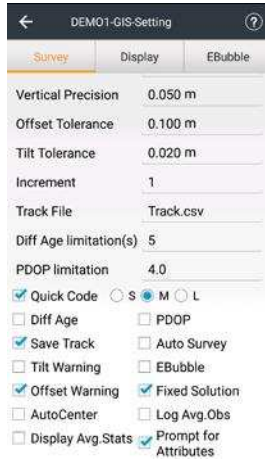 DEMO1-GIS-Setting
Survey Display EBubble
Vertical Precision 0.050 m
Offset Tolerance 0.100 m
Tilt Tolerance 0.020 m
Increment 1
Track File Track.csv
Diff Age limitation(s) 5
PDOP limitation 4.0
Quick Code S M L
Diff Age PDOP
Save Track Auto Survey
Tilt Warning EBubble
Offset Warning Fixed Solution
AutoCenter Log Avg.Obs
Display Avg.Stats Prompt for
Attributes